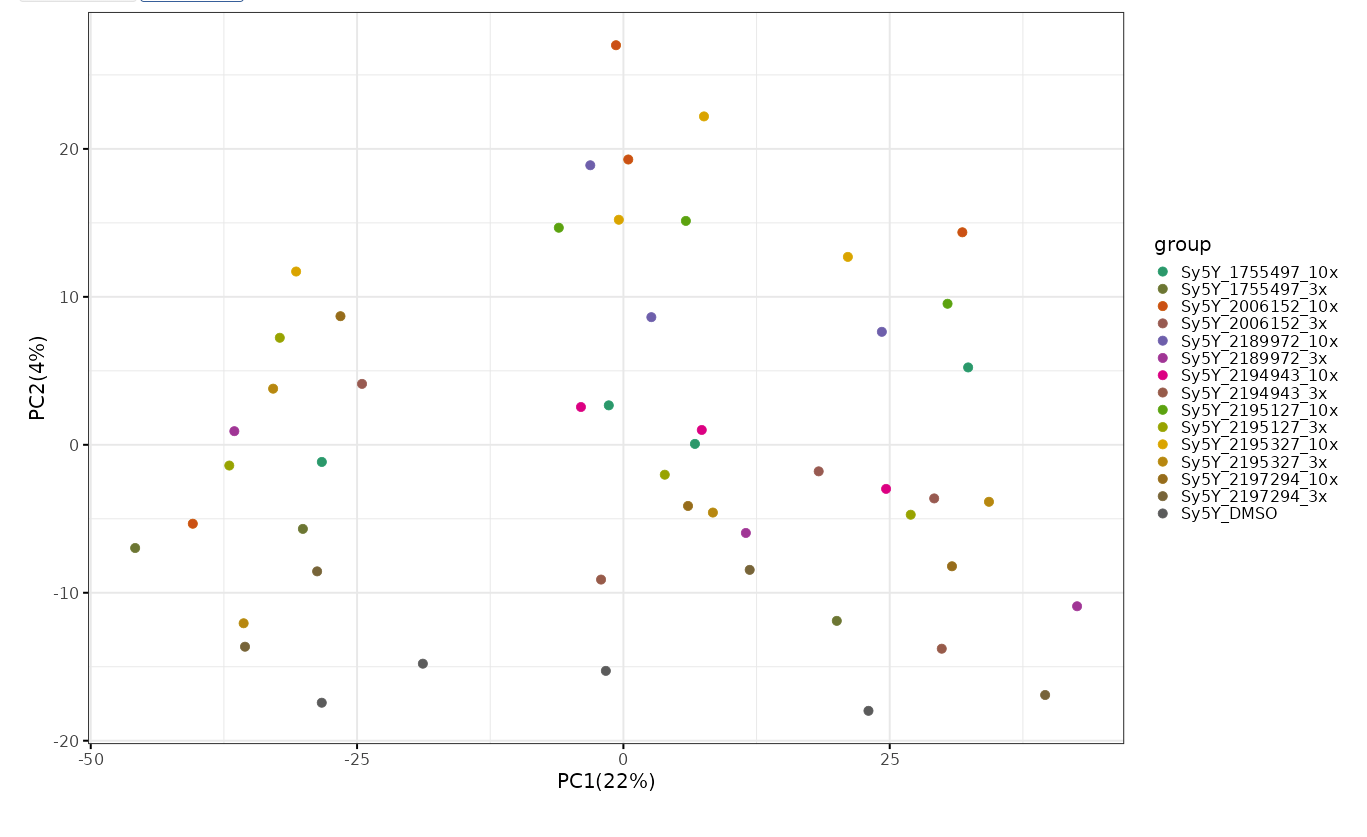 20
10
0
-10
-20
-50
-25
0
25
PC1(22%)
PC2(4%)
group
Sy5Y_1755497_10x
Sy5Y_1755497_3x
Sy5Y_2006152_10x
Sy5Y_2006152_3x
Sy5Y_2189972_10x
Sy5Y_2189972_3x
Sy5Y_2194943_10x
Sy5Y_2194943_3x
Sy5Y_2195127_10x
Sy5Y_2195127_3x
Sy5Y_2195327_10x
Sy5Y_2195327_3x
Sy5Y_2197294_10x
Sy5Y_2197294_3x
Sy5Y_DMSO